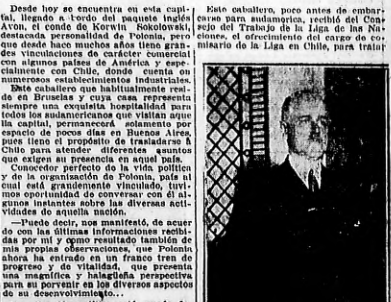 Desde hoy se encuentra en esta capi-
tal, llegado a bordo del paquete inglés
Avon, el conde de Korwin Sokolowski,
destacada personalidad de Polonia, pero
que desde hace muchos años tiene gran-
des vinculaciones de carácter comercial
con algunos países de América y espe-
cialmente con Chile, donde cuenta con
numerosos establecimientos industriales.
Este caballero que habitualmente resi-
de en Bruselas y cuya casa representa
siempre una exquisita hospitalidad para
todos los sudamericanos que visitan aque
lla capital, permanecerá solamente por
espacio de pocos días en Buenos Aires,
pues tiene el propósito de trasladarse a
Chile para atender diferentes asuntos
que exigen su presencia en aquel país.
Conocedor perfecto de la vida política
y de la organización de Polonia, país al
cual está grandemente vinculado, tuvi-
mos oportunidad de conversar con él al-
gunos instantes sobre las diversas acti-
vidades de aquella nación.
—Puedo decir, nos manifestó, de acuer
do con las últimas informaciones recibi-
das por mí y como resultado también de
mis propias observaciones, que Polonia
ahora ha entrado en un franco tren de
progreso y de vitalidad, que presenta
una magnífica y halagüeña perspectiva
para su porvenir en los diversos aspectos
de su desenvolvimiento...
Este caballero, poco antes de embar-
carse para sudamerica, recibió del Con-
sejo del Trabajo de la Liga de las Na-
ciones, el ofrecimiento del cargo de co-
misario de la Liga en Chile, para tratar